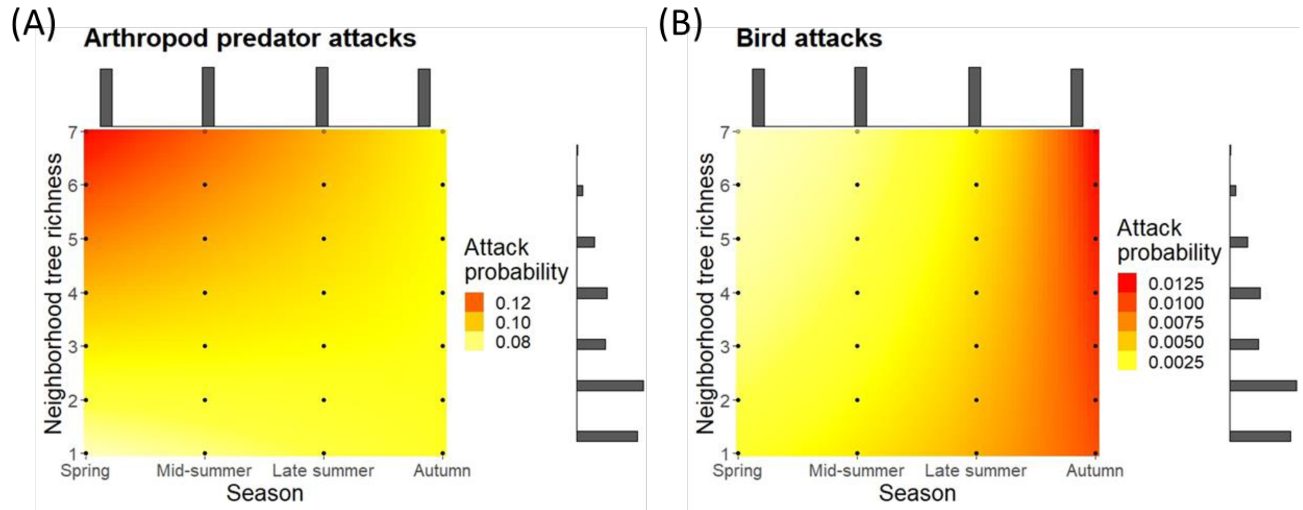 (A)
Arthropod predator attacks
7
6
5
4
3
2
1
Neighborhood tree richness
Spring
Mid-summer
Late summer
Autumn
Season
Attack
probability
0.12
0.10
0.08
(B)
Bird attacks
7
6
5
4
3
2
1
Neighborhood tree richness
Spring
Mid-summer
Late summer
Autumn
Season
Attack
probability
0.0125
0.0100
0.0075
0.0050
0.0025